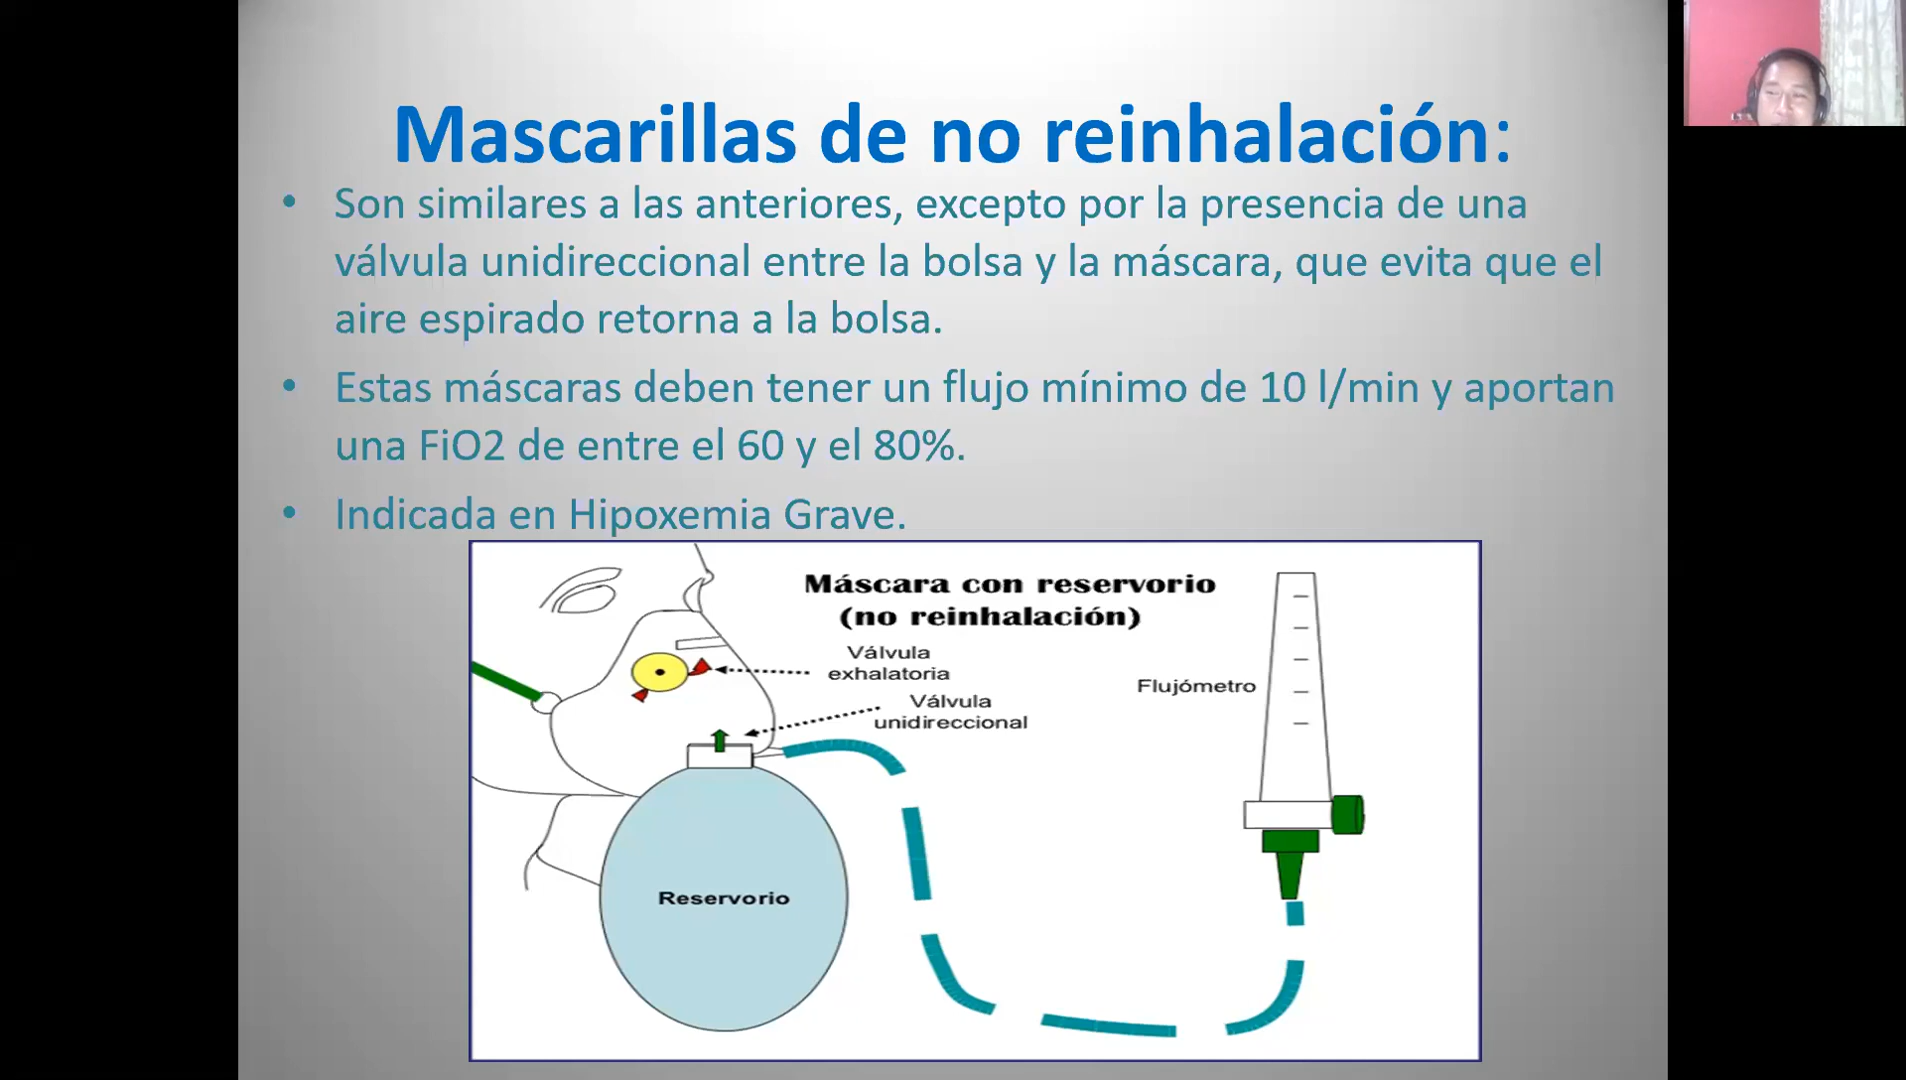 Mascarillas de no reinhalación:
• Son similares a las anteriores, excepto por la presencia de una
válvula unidireccional entre la bolsa y la máscara, que evita que el
aire espirado retorna a la bolsa.
• Estas máscaras deben tener un flujo mínimo de 10 l/min y aportan
una FiO2 de entre el 60 y el 80%.
• Indicada en Hipoxemia Grave.
Máscara con reservorio
(no reinhalación)
Válvula
exhalatoria
Válvula
unidireccional
Flujómetro
Reservorio